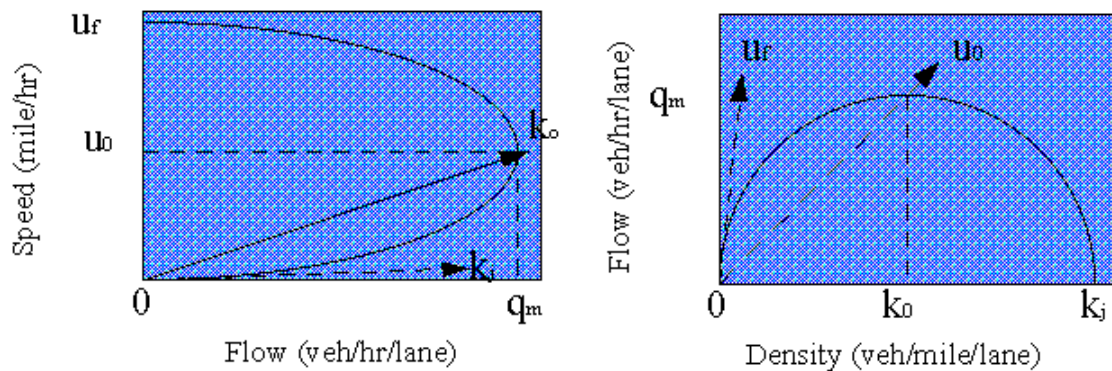 Speed (mile/hr)
uf
u0
0
ko
kj
qm
Flow (veh/hr/lane)
Flow (veh/hr/lane)
qm
uf
u0
0
k0
kj
Density (veh/mile/lane)